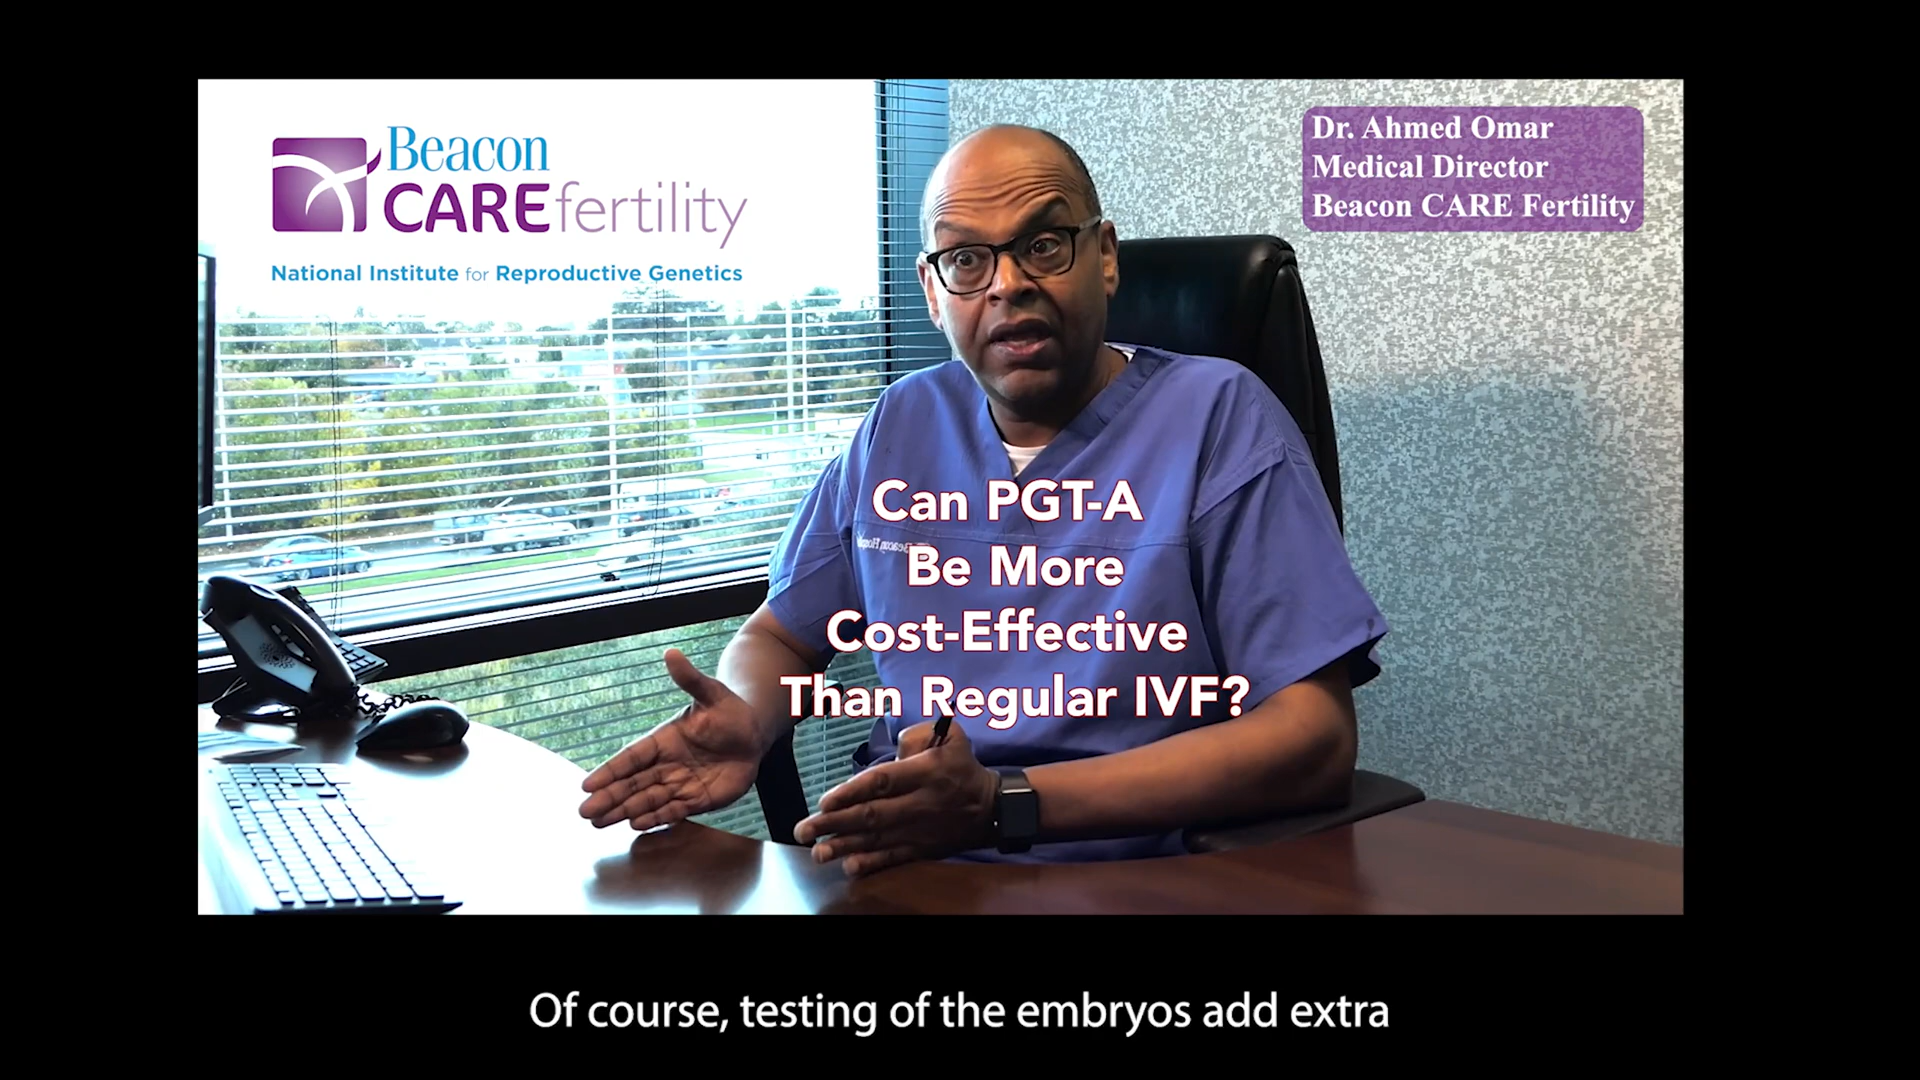 Beacon
CARE fertility
National Institute for Reproductive Genetics
Dr. Ahmed Omar
Medical Director
Beacon CARE Fertility
Can PGT-A
Be More
Cost-Effective
Than Regular IVF?
Of course, testing of the embryos add extra